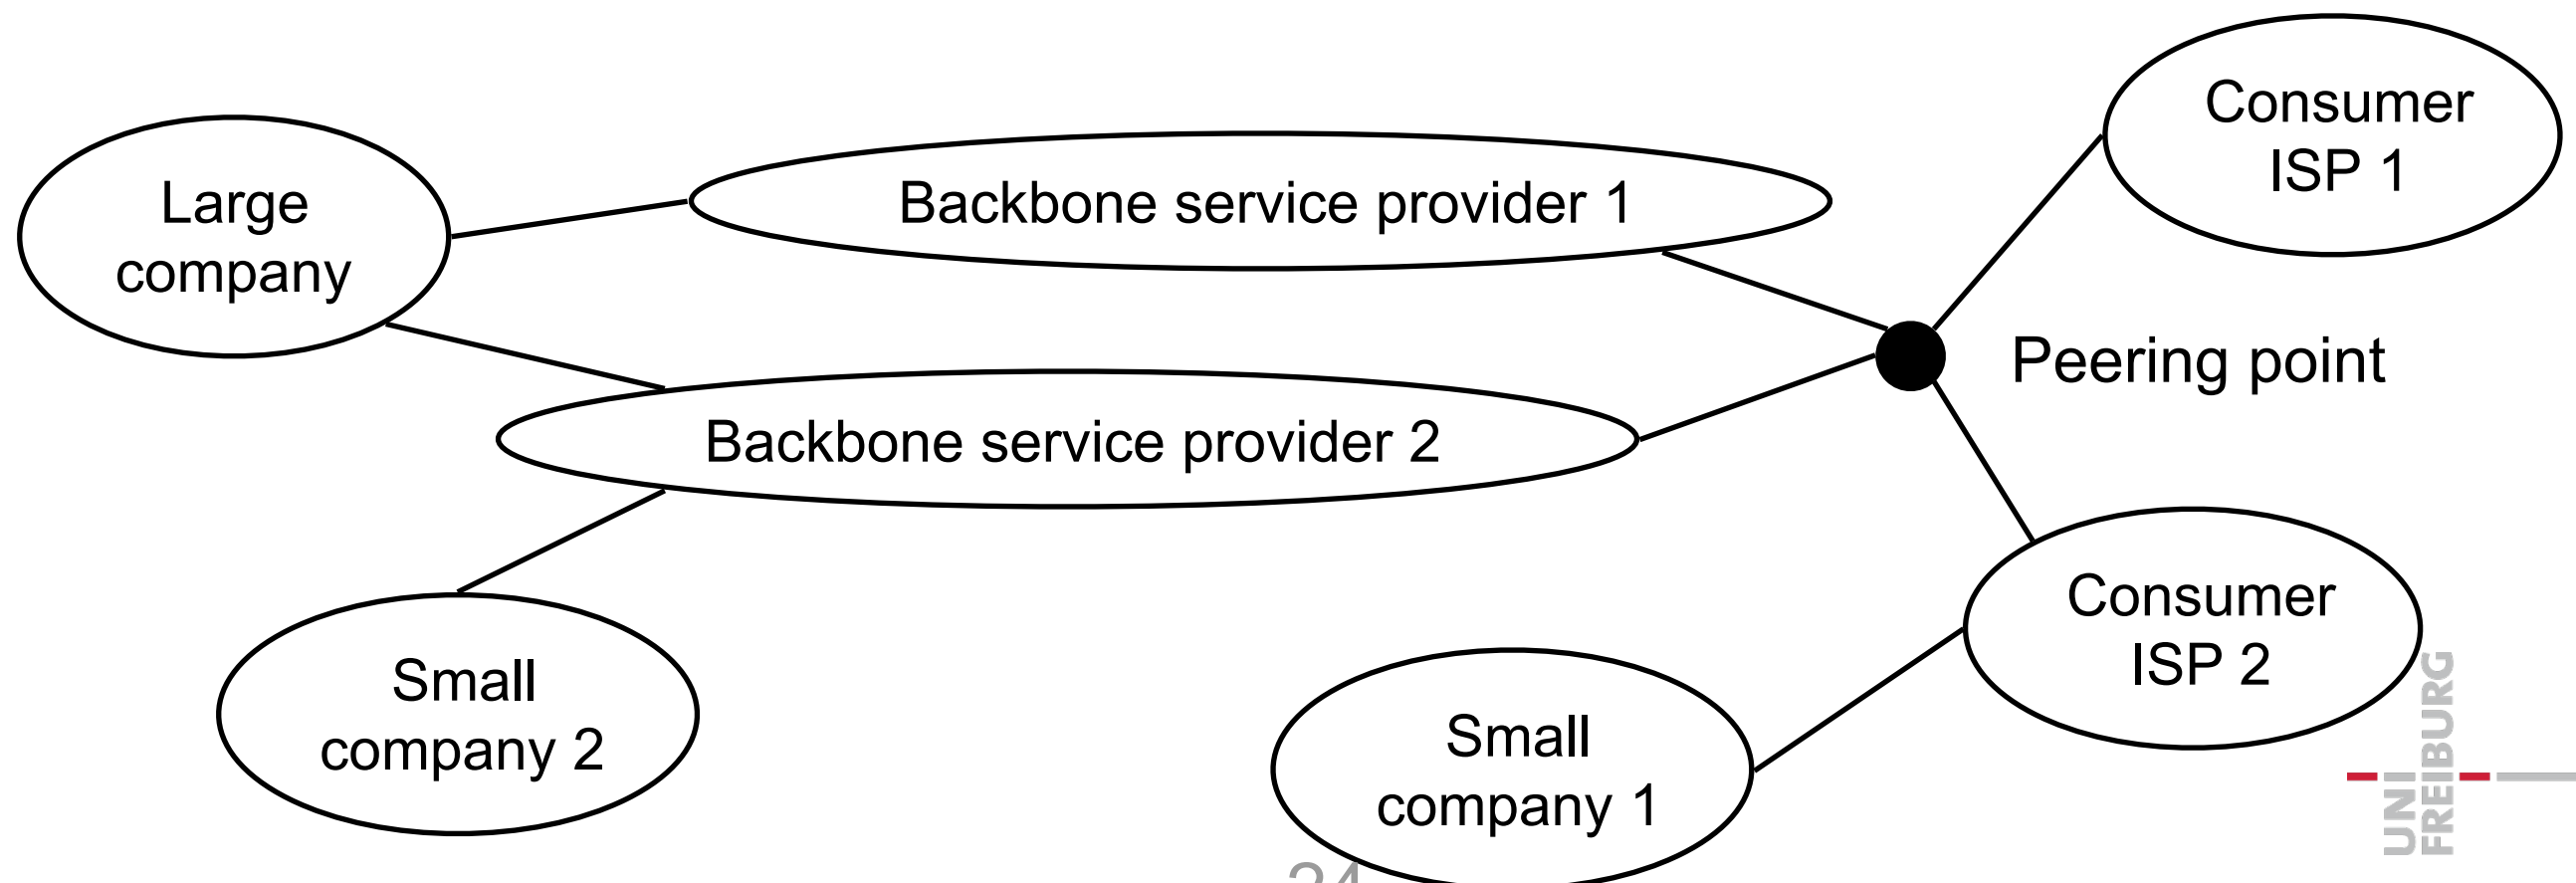 Consumer
ISP 1
Large
company
Backbone service provider 1
Peering point
Backbone service provider 2
Consumer
ISP 2
Small
company 2
Small
company 1
UNI
FREIBURG